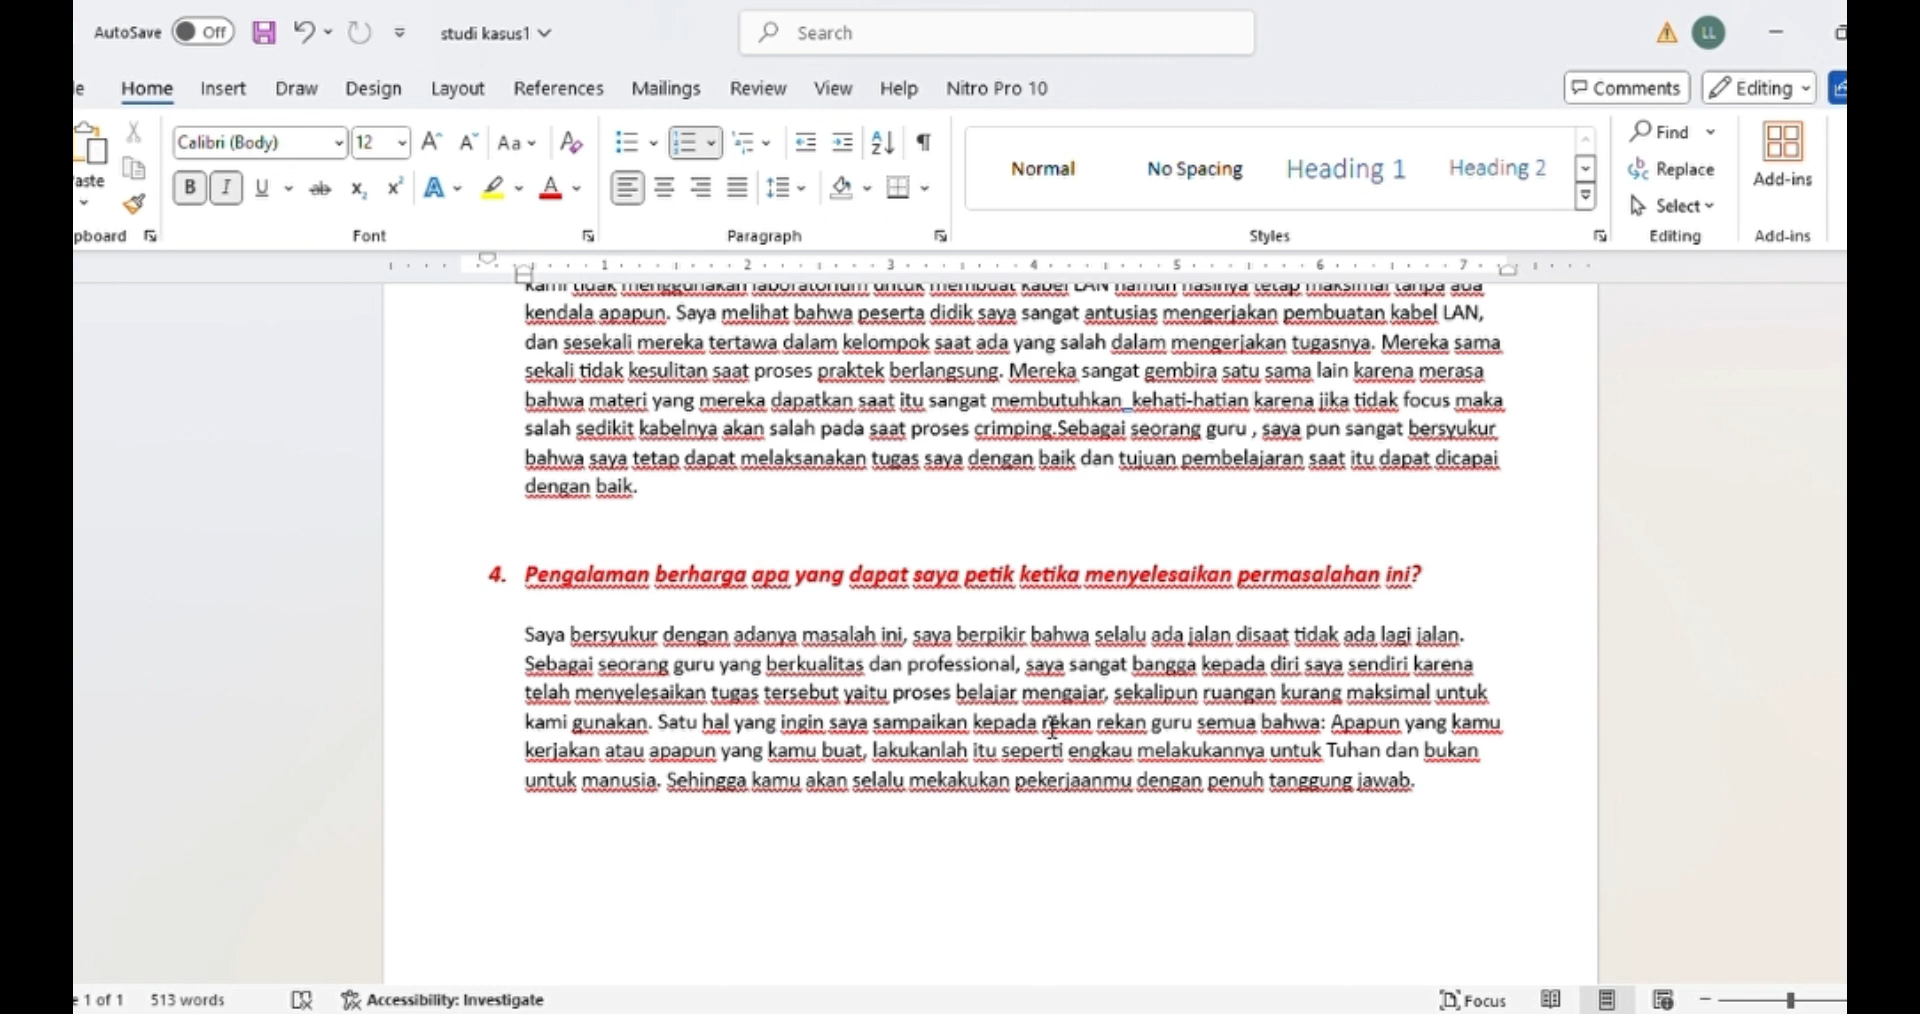 AutoSave Off studi kasus1 Search LL
Home Insert Draw Design Layout References Mailings Review View Help Nitro Pro 10 Comments Editing
Calibri (Body) 12 Aa Normal No Spacing Heading 1 Heading 2 Find Replace Select Add-ins
Font Paragraph Styles Editing Add-ins
1 2 3 4 5 6 7
kami tidak menggunakan laboratorium untuk membuat kabel LAN namun hasilnya tetap maksimal tanpa ada
kendala apapun. Saya melihat bahwa peserta didik saya sangat antusias mengerjakan pembuatan kabel LAN,
dan sesekali mereka tertawa dalam kelompok saat ada yang salah dalam mengerjakan tugasnya. Mereka sama
sekali tidak kesulitan saat proses praktek berlangsung. Mereka sangat gembira satu sama lain karena merasa
bahwa materi yang mereka dapatkan saat itu sangat membutuhkan kehati-hatian karena jika tidak focus maka
salah sedikit kabelnya akan salah pada saat proses crimping.Sebagai seorang guru , saya pun sangat bersyukur
bahwa saya tetap dapat melaksanakan tugas saya dengan baik dan tujuan pembelajaran saat itu dapat dicapai
dengan baik.
4. Pengalaman berharga apa yang dapat saya petik ketika menyelesaikan permasalahan ini?
Saya bersyukur dengan adanya masalah ini, saya berpikir bahwa selalu ada jalan disaat tidak ada lagi jalan.
Sebagai seorang guru yang berkualitas dan professional, saya sangat bangga kepada diri saya sendiri karena
telah menyelesaikan tugas tersebut yaitu proses belajar mengajar, sekalipun ruangan kurang maksimal untuk
kami gunakan. Satu hal yang ingin saya sampaikan kepada rekan rekan guru semua bahwa: Apapun yang kamu
kerjakan atau apapun yang kamu buat, lakukanlah itu seperti engkau melakukannya untuk Tuhan dan bukan
untuk manusia. Sehingga kamu akan selalu mekakukan pekerjaanmu dengan penuh tanggung jawab.
1 of 1 513 words Accessibility: Investigate Focus